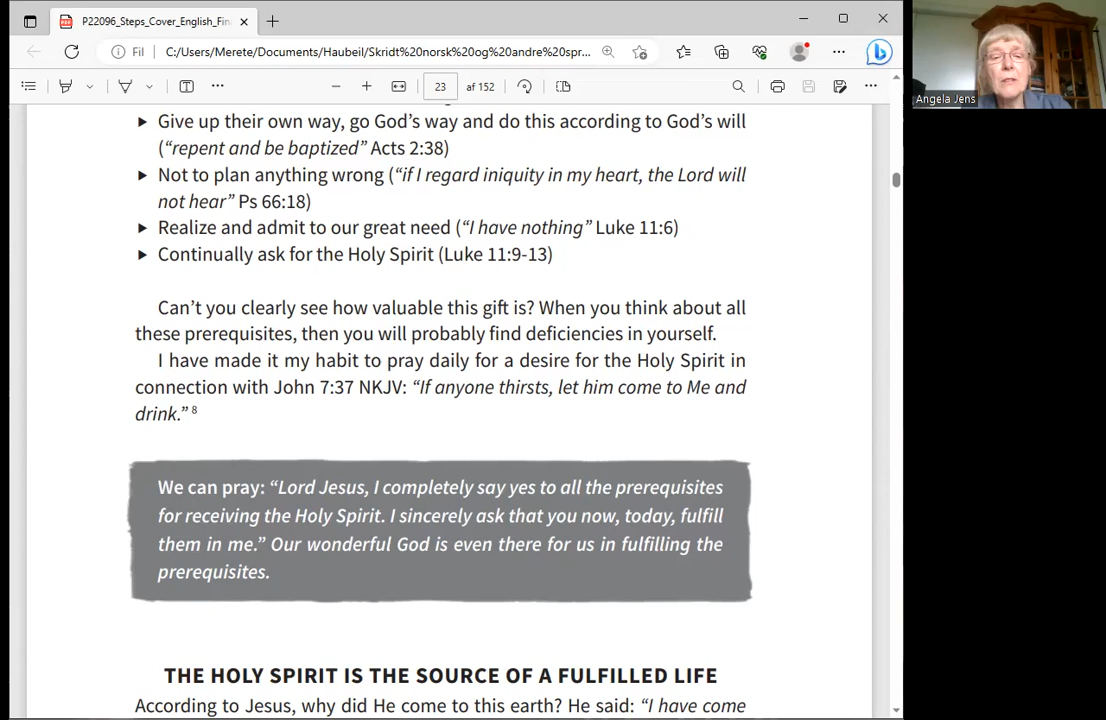 P22096_Steps_Cover_English_Fin
Fil
C:/Users/Merete/Documents/Haubeil/Skridt%20norsk%20og%20andre%20spr...
23
af 152
Angela Jens
► Give up their own way, go God's way and do this according to God's will
(“repent and be baptized” Acts 2:38)
► Not to plan anything wrong (“if I regard iniquity in my heart, the Lord will
not hear” Ps 66:18)
► Realize and admit to our great need (“I have nothing” Luke 11:6)
► Continually ask for the Holy Spirit (Luke 11:9-13)
Can't you clearly see how valuable this gift is? When you think about all
these prerequisites, then you will probably find deficiencies in yourself.
I have made it my habit to pray daily for a desire for the Holy Spirit in
connection with John 7:37 NKJV: “If anyone thirsts, let him come to Me and
drink.” 8
We can pray: “Lord Jesus, I completely say yes to all the prerequisites
for receiving the Holy Spirit. I sincerely ask that you now, today, fulfill
them in me.” Our wonderful God is even there for us in fulfilling the
prerequisites.
THE HOLY SPIRIT IS THE SOURCE OF A FULFILLED LIFE
According to Jesus, why did He come to this earth? He said: “I have come